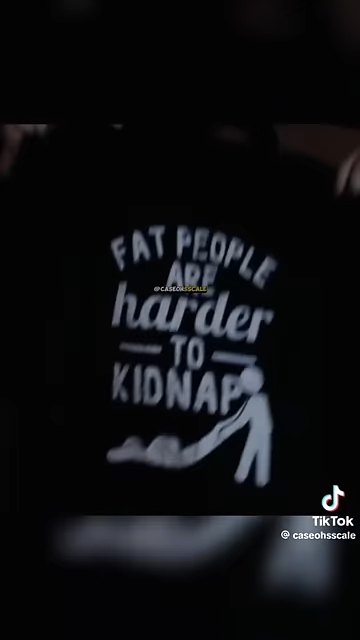 FAT PEOPLE
ARE
@CASEOHSSCALE
harder
TO
KIDNAP
TikTok
@ caseohsscale